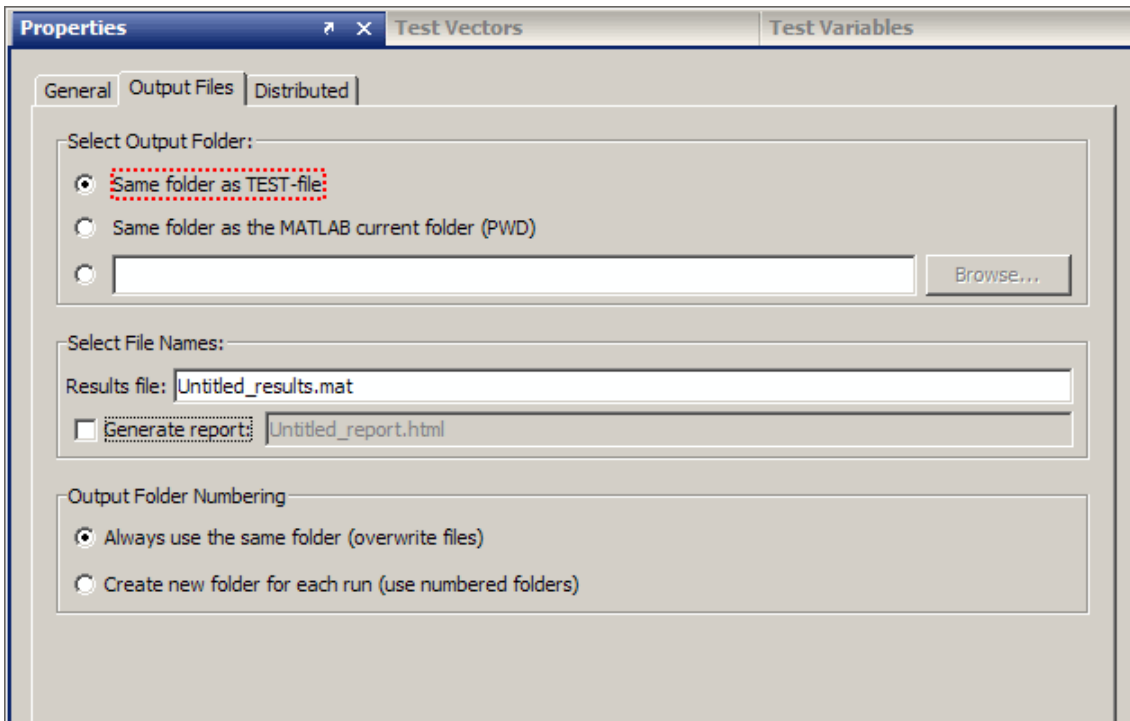 Properties
Test Vectors
Test Variables
General
Output Files
Distributed
Select Output Folder:
Same folder as TEST-file
Same folder as the MATLAB current folder (PWD)
Browse...
Select File Names:
Results file: Untitled_results.mat
Generate report: Untitled_report.html
Output Folder Numbering
Always use the same folder (overwrite files)
Create new folder for each run (use numbered folders)